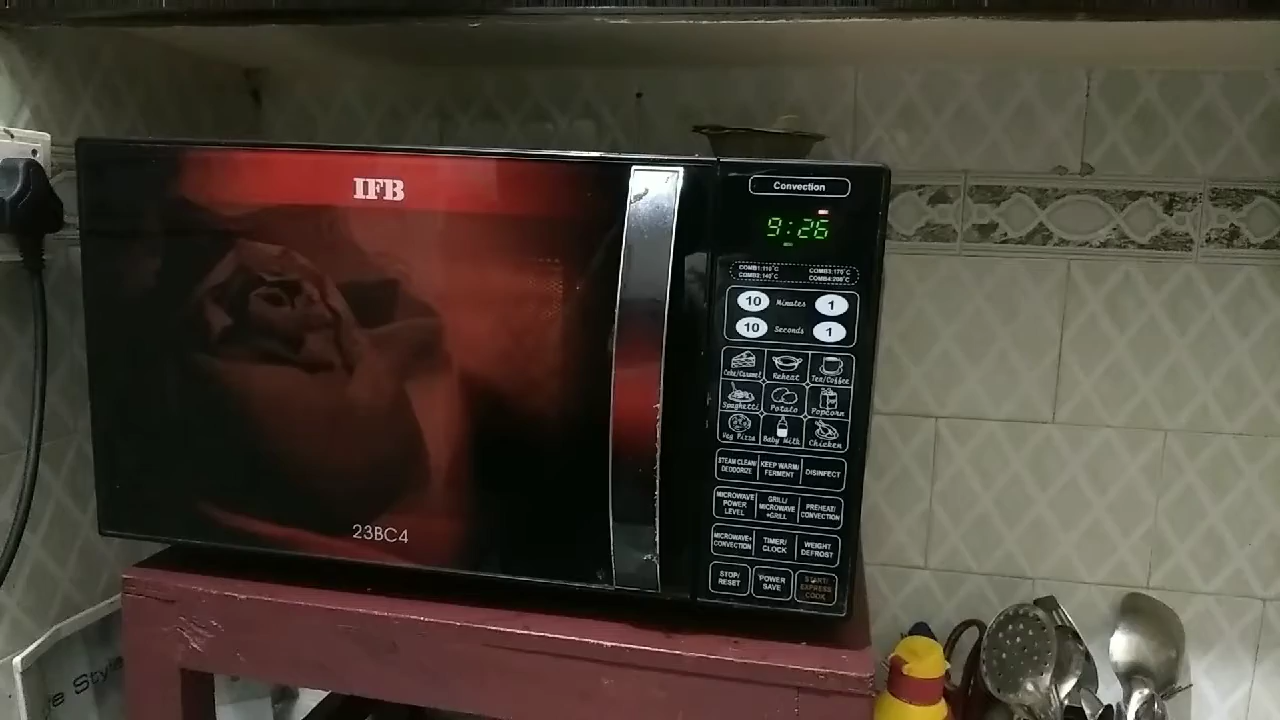 IFB
Convection
9:26
COMB1:110°C COMB3:170°C
COMB2:140°C COMB4:200°C
10 Minutes 1
10 Seconds 1
Cake/Caramel Reheat Tea/Coffee
Spaghetti Potato Popcorn
Veg Pizza Baby Milk Chicken
STEAM CLEAN/ DEODORIZE KEEP WARM/ FERMENT DISINFECT
MICROWAVE POWER LEVEL GRILL/ MICROWAVE +GRILL PREHEAT/ CONVECTION
MICROWAVE+ CONVECTION TIMER/ CLOCK WEIGHT DEFROST
STOP/ RESET POWER SAVE START/ EXPRESS COOK
23BC4
e Style